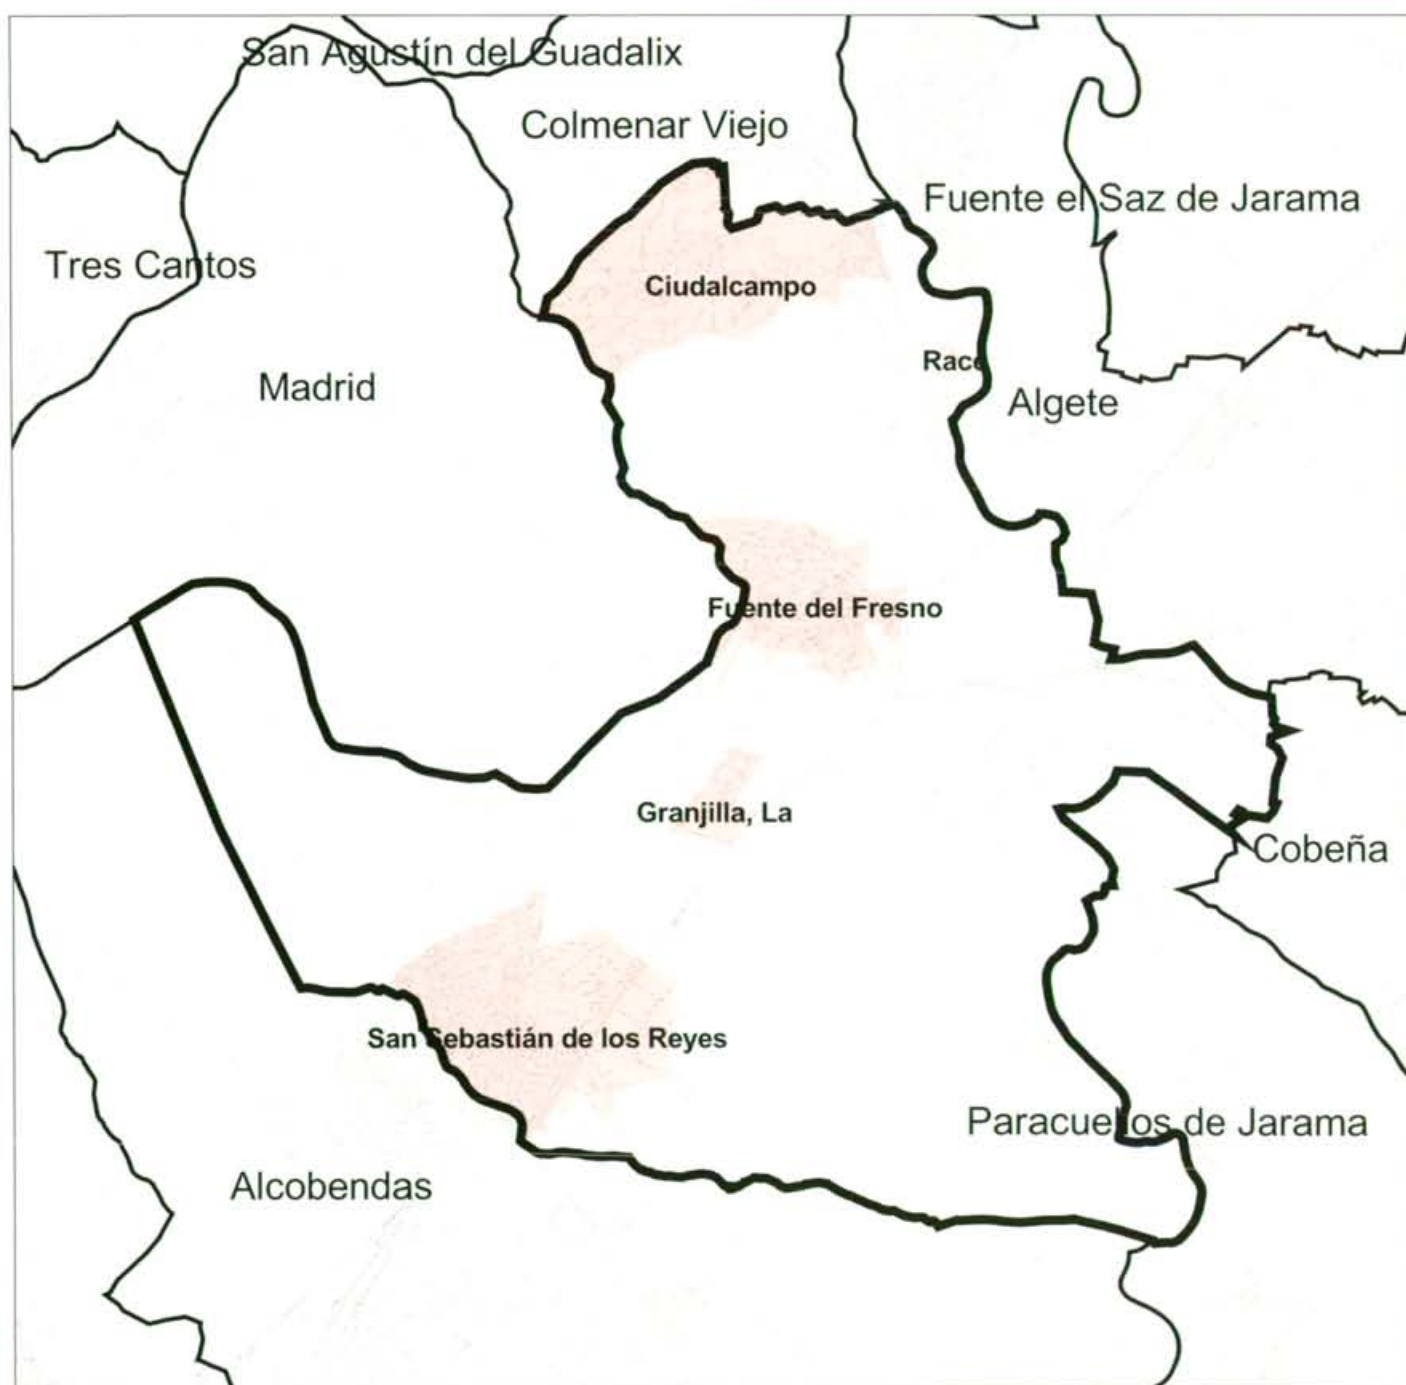 San Agustín del Guadalix
Colmenar Viejo
Fuente el Saz de Jarama
Tres Cantos
Ciudalcampo
Race
Madrid
Algete
Fuente del Fresno
Granjilla, La
Cobeña
San Sebastián de los Reyes
Paracuellos de Jarama
Alcobendas